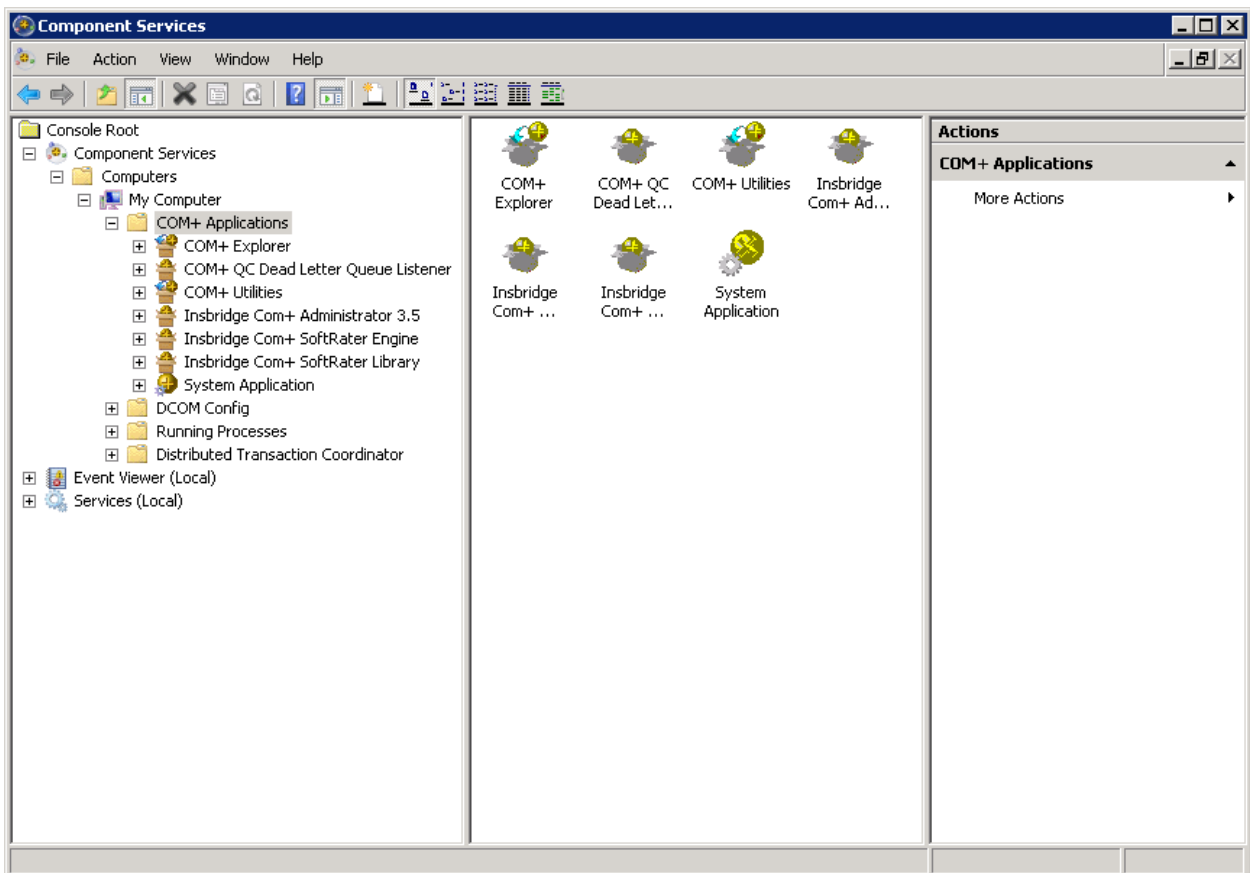 Component Services
File Action View Window Help
Console Root
Component Services
Computers
My Computer
COM+ Applications
COM+ Explorer
COM+ QC Dead Letter Queue Listener
COM+ Utilities
Insbridge Com+ Administrator 3.5
Insbridge Com+ SoftRater Engine
Insbridge Com+ SoftRater Library
System Application
DCOM Config
Running Processes
Distributed Transaction Coordinator
Event Viewer (Local)
Services (Local)
COM+ Explorer
COM+ QC Dead Let...
COM+ Utilities
Insbridge Com+ Ad...
Insbridge Com+ ...
Insbridge Com+ ...
System Application
Actions
COM+ Applications
More Actions